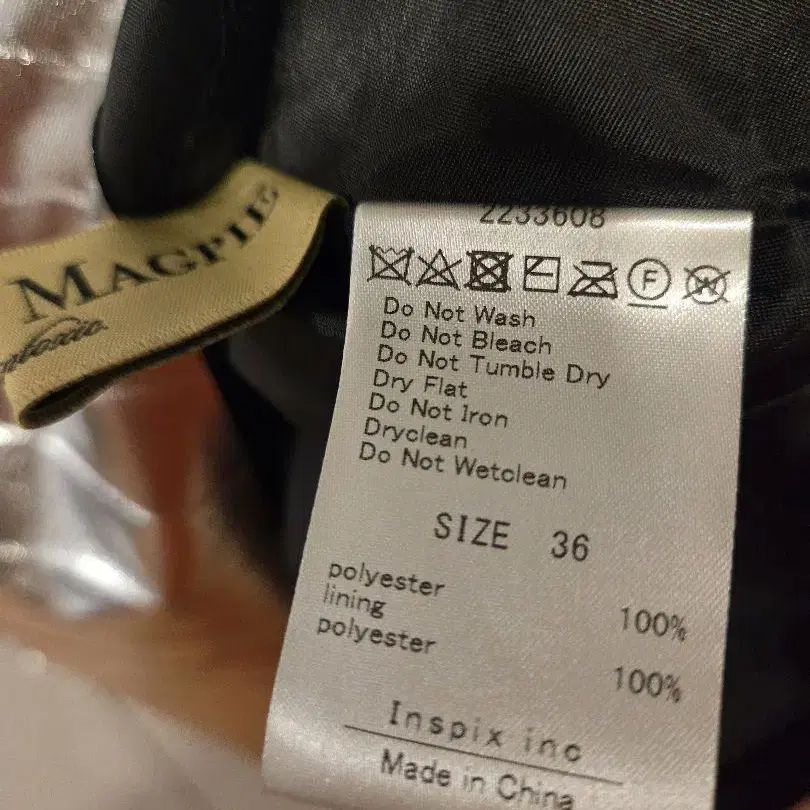 MAGPIE
2233608
F
W
Do Not Wash
Do Not Bleach
Do Not Tumble Dry
Dry Flat
Do Not Iron
Dryclean
Do Not Wetclean
SIZE 36
polyester 100%
lining
polyester 100%
Inspix inc
Made in China